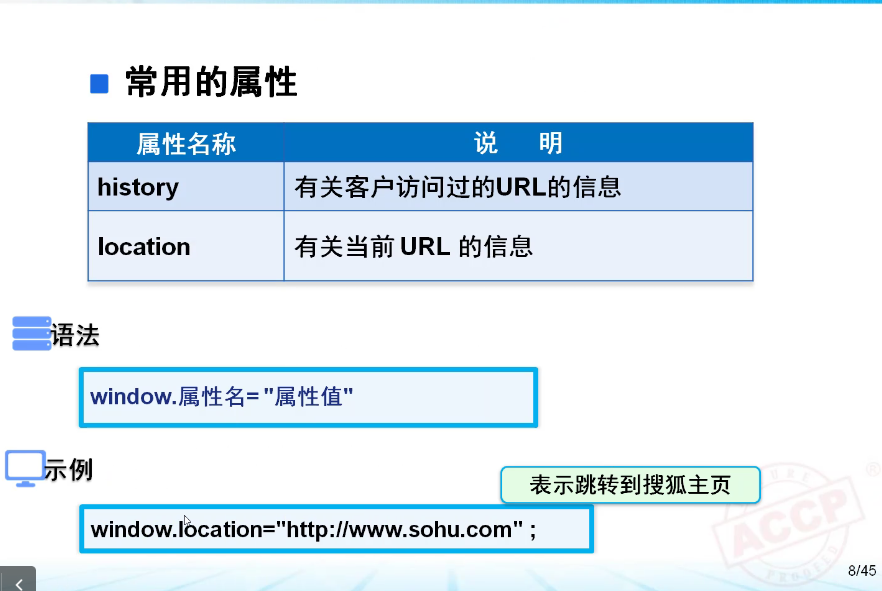 常用的属性
属性名称 说 明
history 有关客户访问过的URL的信息
location 有关当前 URL 的信息
语法
window.属性名= "属性值"
示例
表示跳转到搜狐主页
window.location="http://www.sohu.com" ;
ACCP
8/45